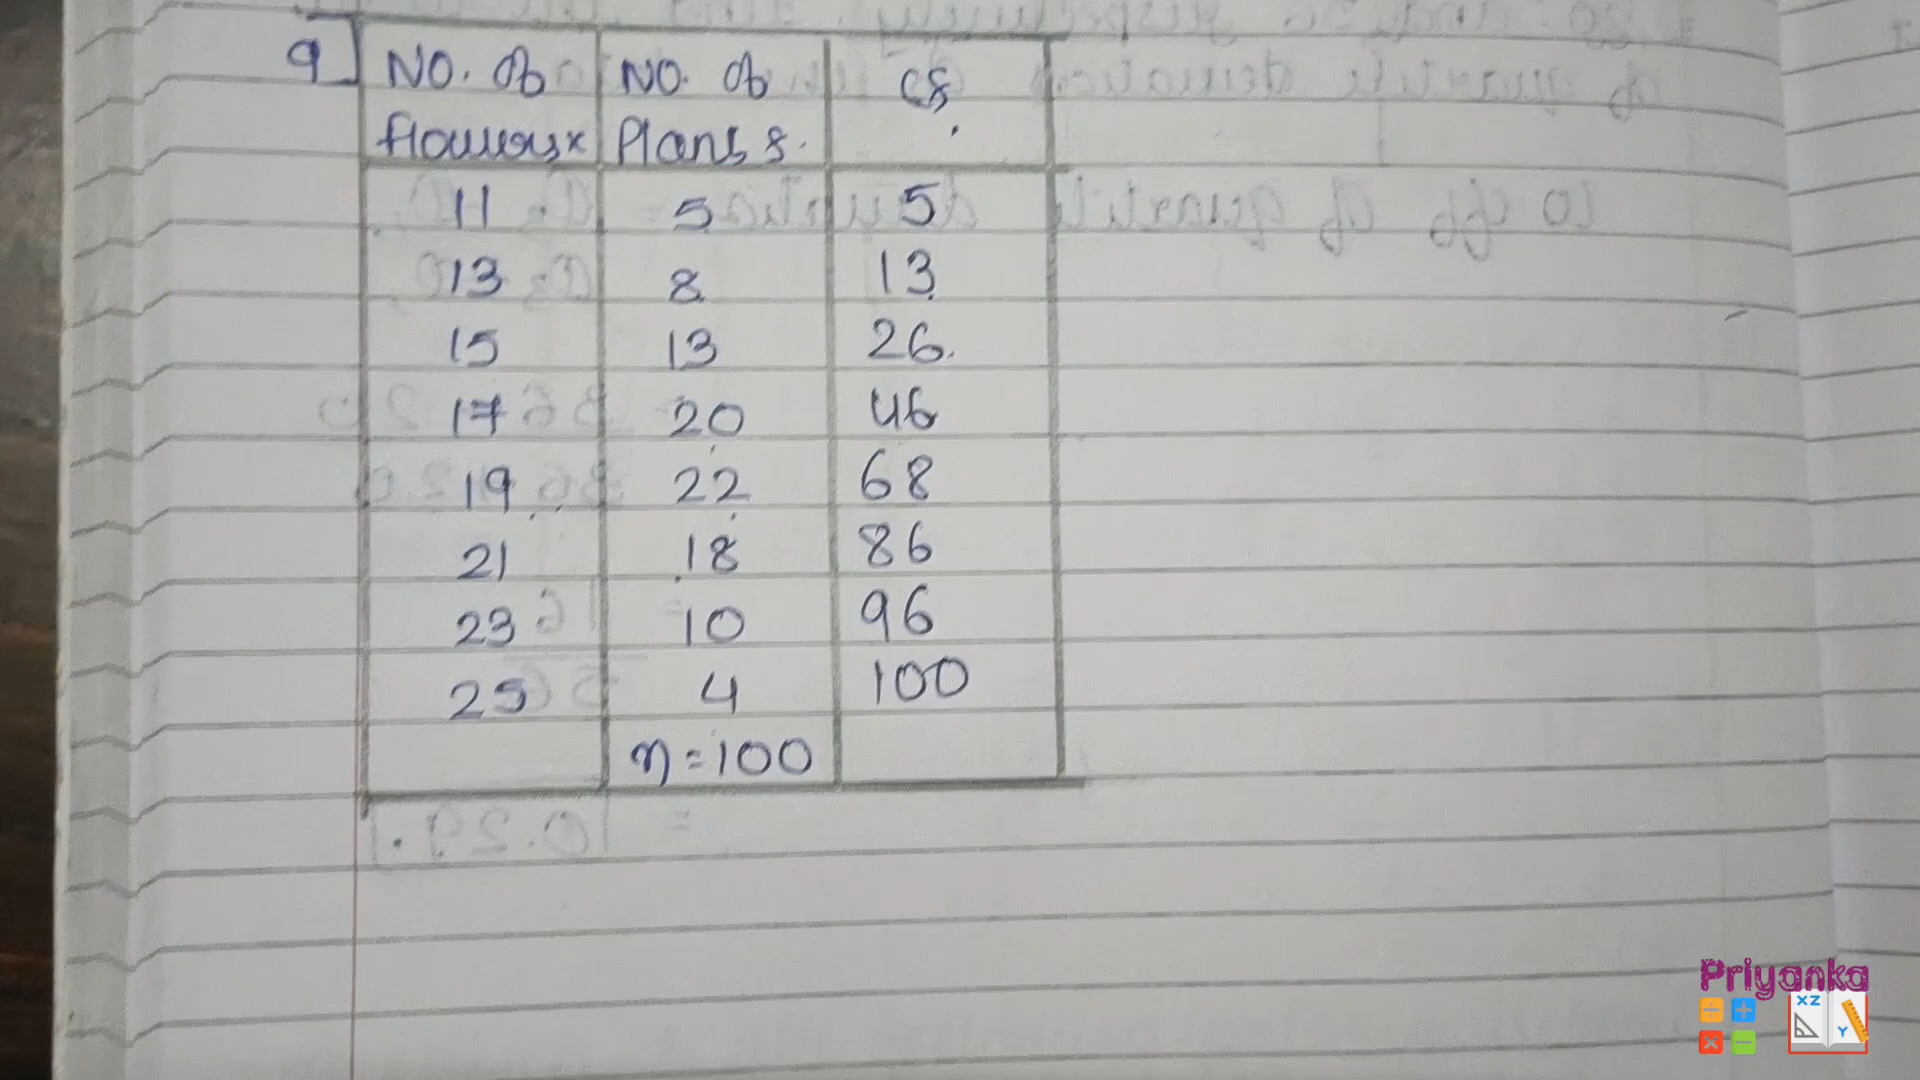 9] NO. of NO. of cf
flowers x Plants f.
11 5 5
13 8 13
15 13 26.
17 20 46
19 22 68
21 18 86
23 10 96
25 4 100
n = 100
Priyanka
XZ
Y